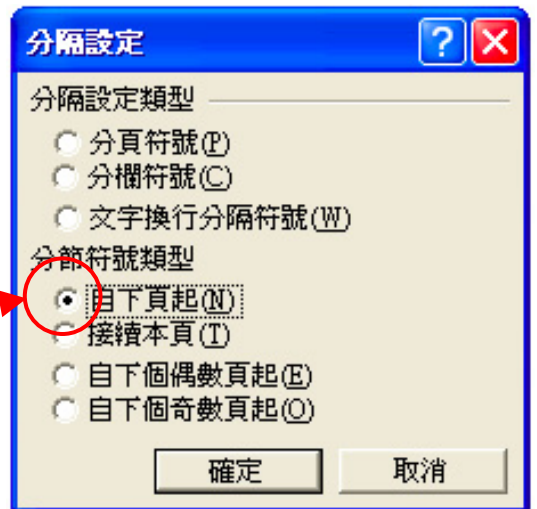 分隔設定
分隔設定類型
分頁符號(P)
分欄符號(C)
文字換行分隔符號(W)
分節符號類型
自下頁起(N)
接續本頁(T)
自下個偶數頁起(E)
自下個奇數頁起(O)
確定 取消